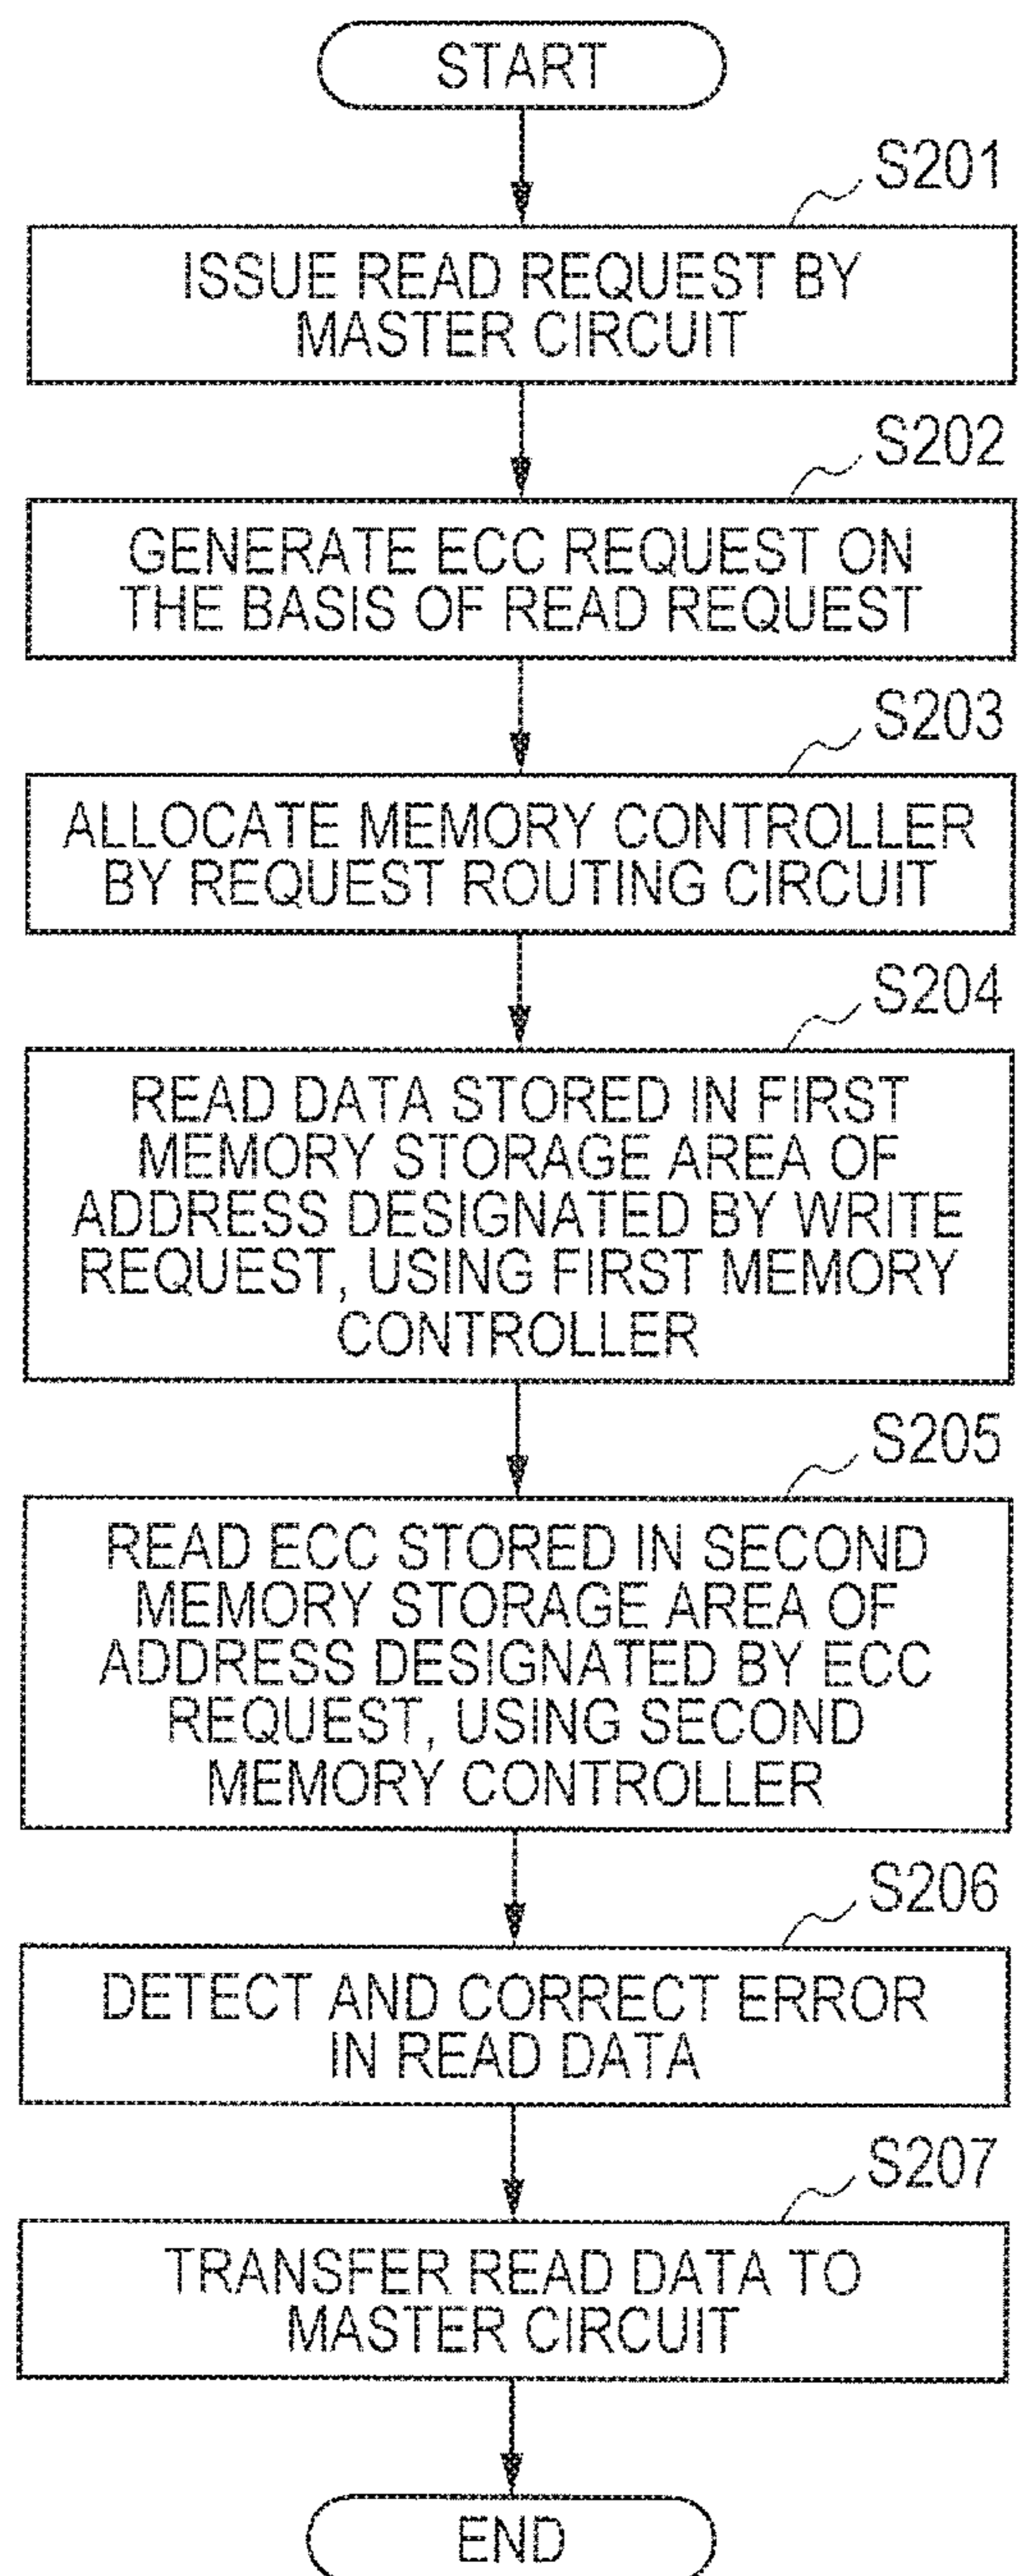 START
S201
ISSUE READ REQUEST BY
MASTER CIRCUIT
S202
GENERATE ECC REQUEST ON
THE BASIS OF READ REQUEST
S203
ALLOCATE MEMORY CONTROLLER
BY REQUEST ROUTING CIRCUIT
S204
READ DATA STORED IN FIRST
MEMORY STORAGE AREA OF
ADDRESS DESIGNATED BY WRITE
REQUEST, USING FIRST MEMORY
CONTROLLER
S205
READ ECC STORED IN SECOND
MEMORY STORAGE AREA OF
ADDRESS DESIGNATED BY ECC
REQUEST, USING SECOND
MEMORY CONTROLLER
S206
DETECT AND CORRECT ERROR
IN READ DATA
S207
TRANSFER READ DATA TO
MASTER CIRCUIT
END